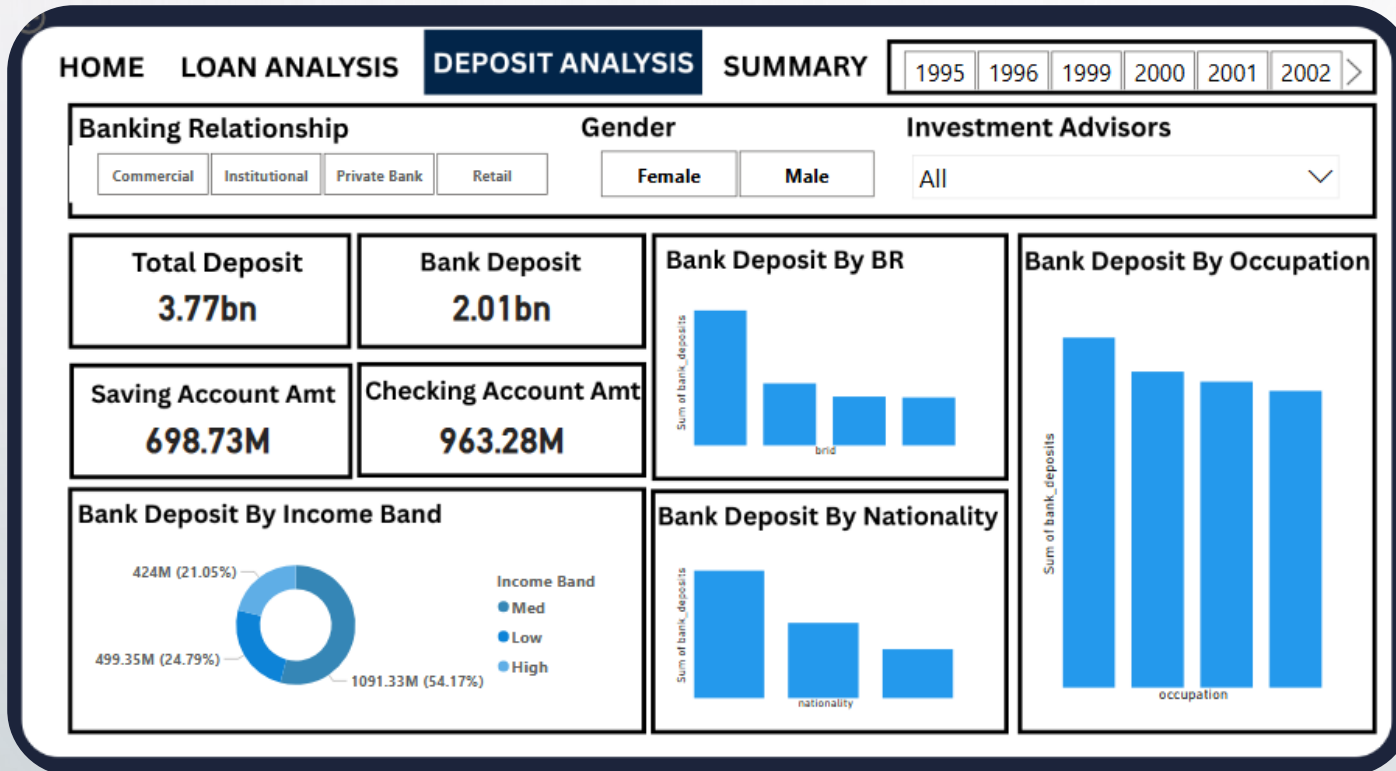 HOME LOAN ANALYSIS DEPOSIT ANALYSIS SUMMARY 1995 1996 1999 2000 2001 2002
Banking Relationship
Commercial Institutional Private Bank Retail
Gender
Female Male
Investment Advisors
All
Total Deposit
3.77bn
Bank Deposit
2.01bn
Saving Account Amt
698.73M
Checking Account Amt
963.28M
Bank Deposit By BR
Sum of bank_deposits
brid
Bank Deposit By Occupation
Sum of bank_deposits
occupation
Bank Deposit By Income Band
424M (21.05%)
499.35M (24.79%)
1091.33M (54.17%)
Income Band
Med
Low
High
Bank Deposit By Nationality
Sum of bank_deposits
nationality